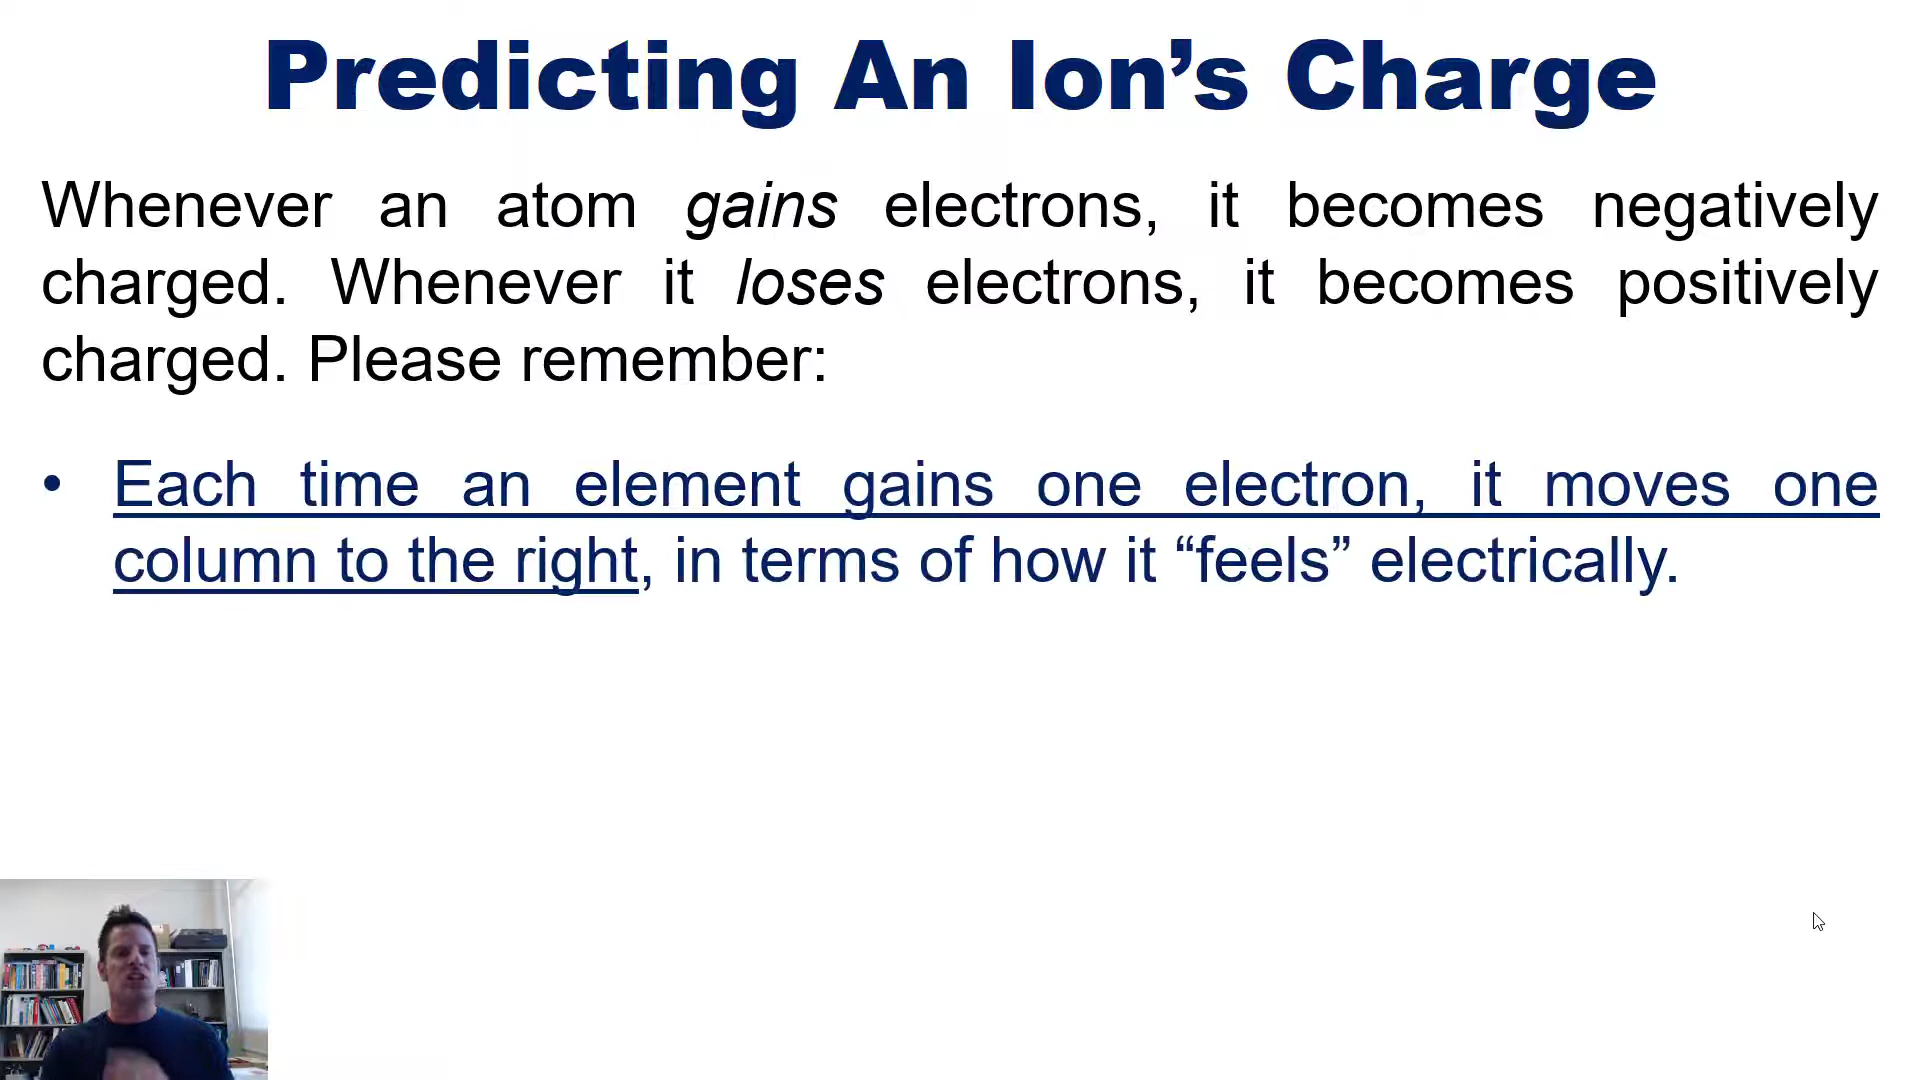 Predicting An Ion’s Charge
Whenever an atom gains electrons, it becomes negatively
charged. Whenever it loses electrons, it becomes positively
charged. Please remember:
• Each time an element gains one electron, it moves one
column to the right, in terms of how it “feels” electrically.